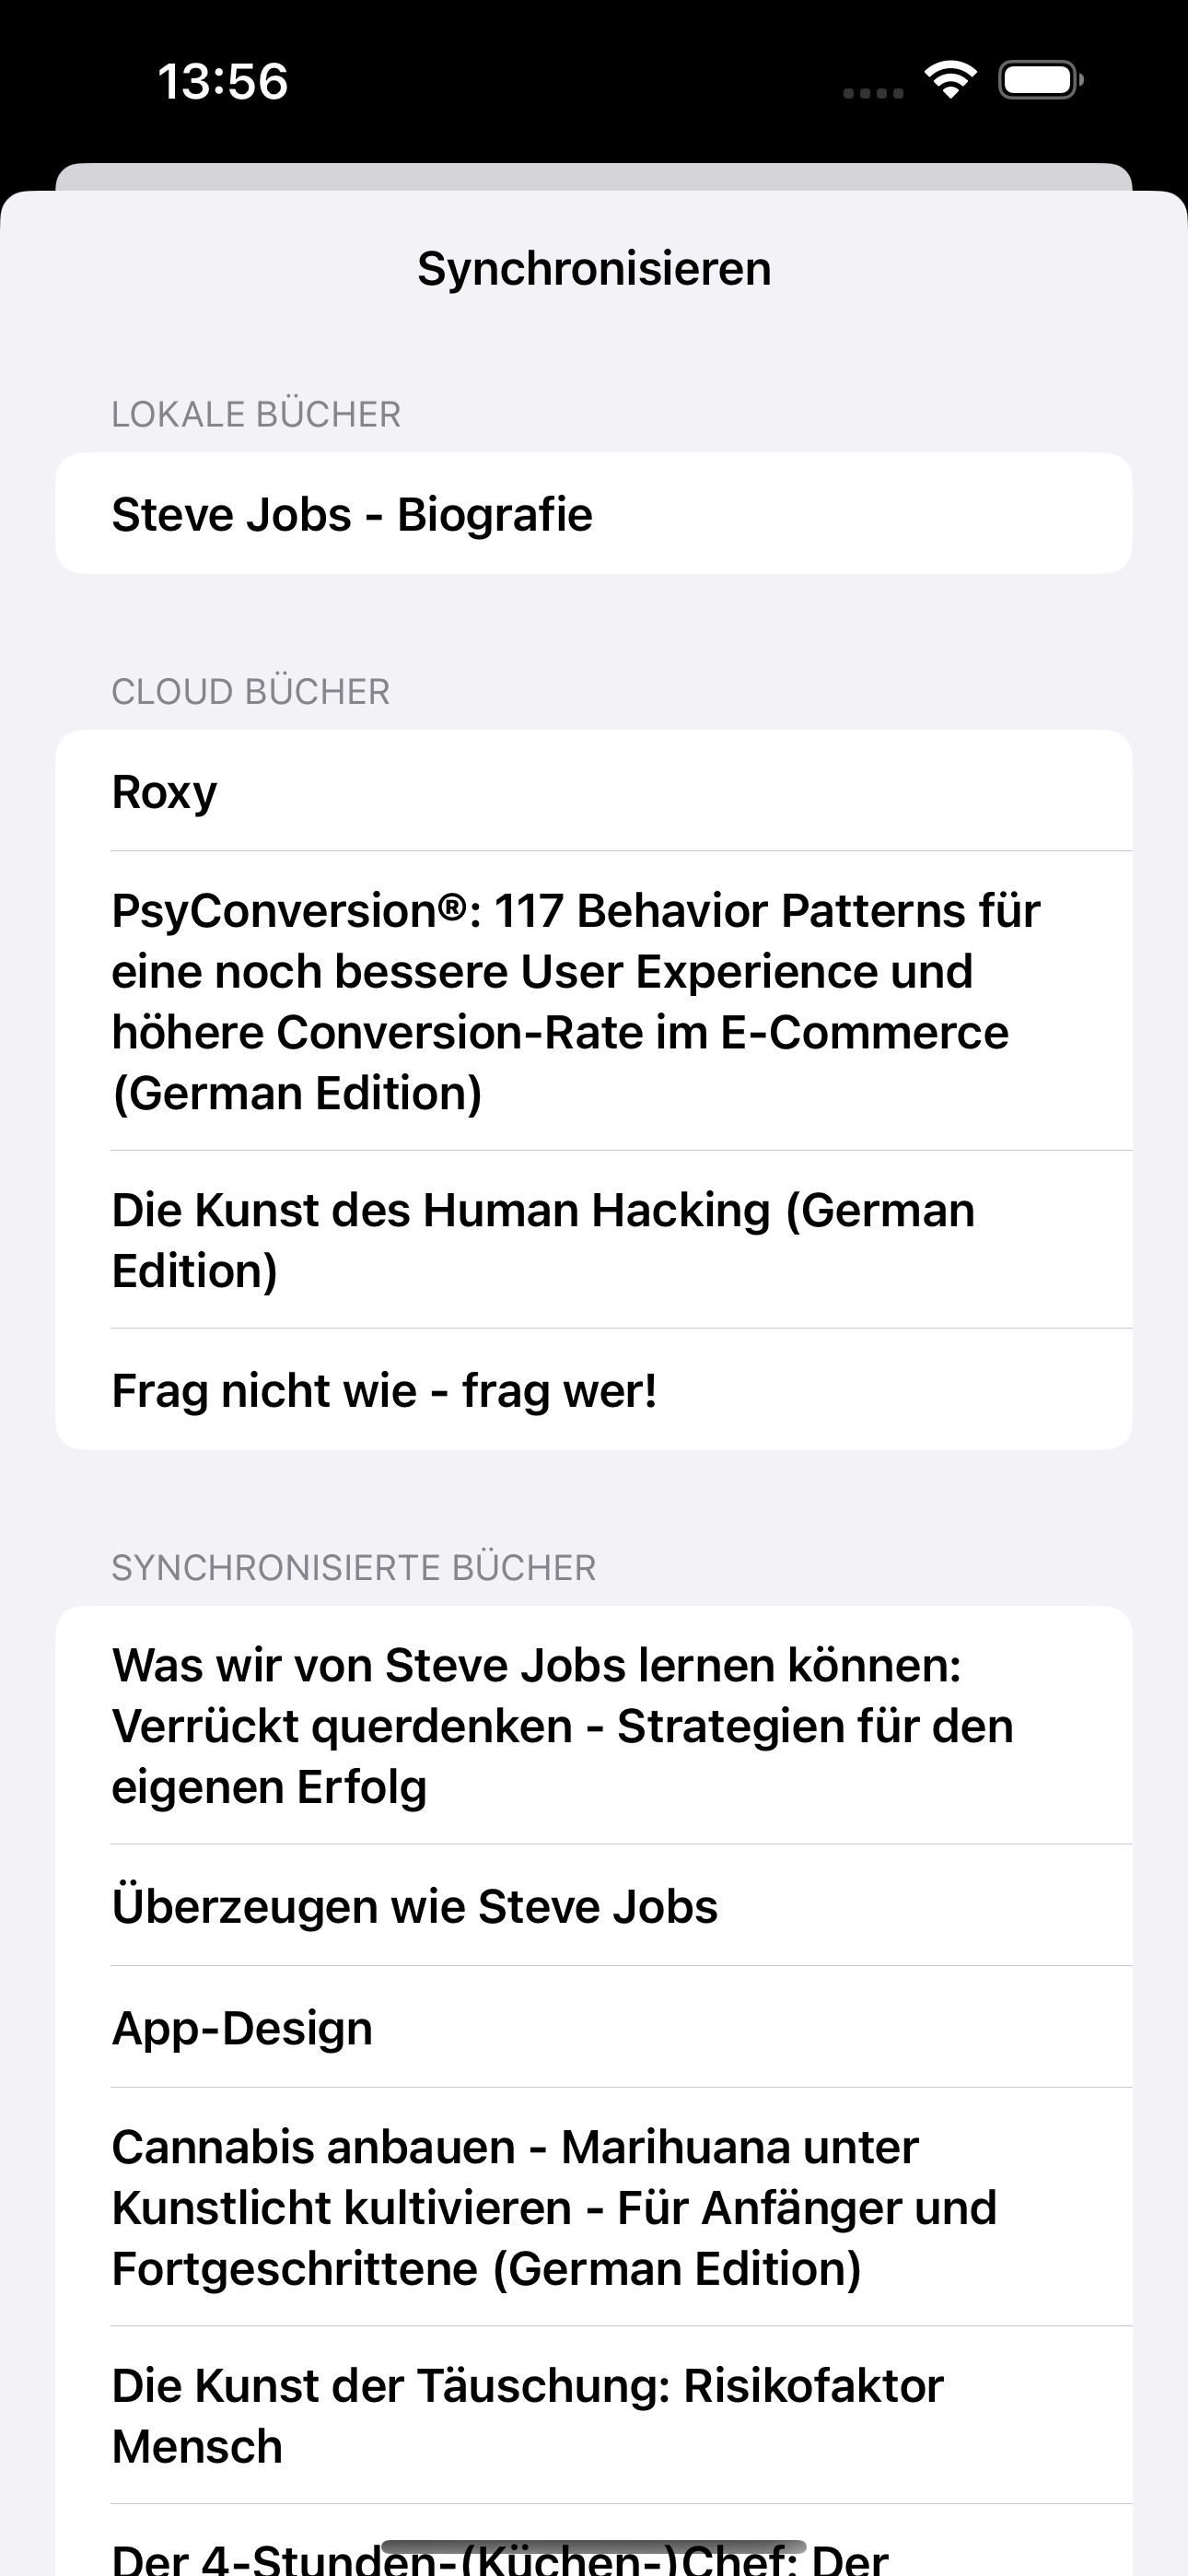 13:56
Synchronisieren
LOKALE BÜCHER
Steve Jobs - Biografie
CLOUD BÜCHER
Roxy
PsyConversion®: 117 Behavior Patterns für
eine noch bessere User Experience und
höhere Conversion-Rate im E-Commerce
(German Edition)
Die Kunst des Human Hacking (German
Edition)
Frag nicht wie - frag wer!
SYNCHRONISIERTE BÜCHER
Was wir von Steve Jobs lernen können:
Verrückt querdenken - Strategien für den
eigenen Erfolg
Überzeugen wie Steve Jobs
App-Design
Cannabis anbauen - Marihuana unter
Kunstlicht kultivieren - Für Anfänger und
Fortgeschrittene (German Edition)
Die Kunst der Täuschung: Risikofaktor
Mensch
Der 4-Stunden-(Küchen-)Chef: Der